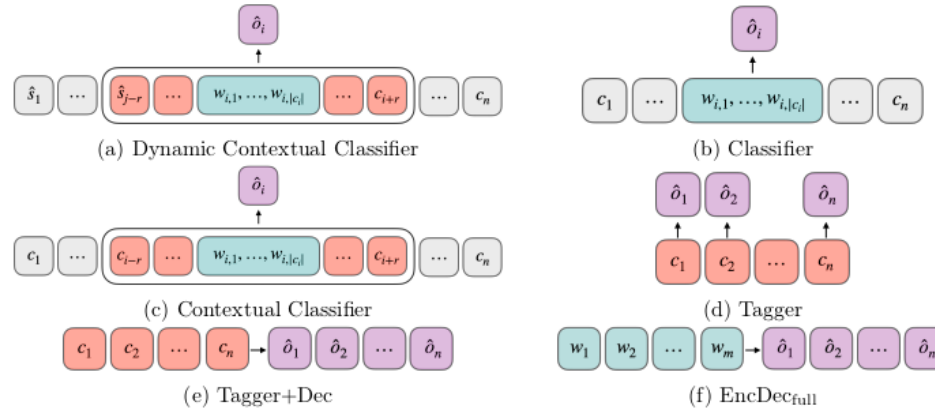 ô_i
ŝ_1 ... ŝ_{j−r} ... w_{i,1}, ..., w_{i,|c_i|} ... c_{i+r} ... c_n
(a) Dynamic Contextual Classifier
ô_i
c_1 ... w_{i,1}, ..., w_{i,|c_i|} ... c_n
(b) Classifier
ô_i
c_1 ... c_{i−r} ... w_{i,1}, ..., w_{i,|c_i|} ... c_{i+r} ... c_n
(c) Contextual Classifier
ô_1 ô_2 ô_n
c_1 c_2 ... c_n
(d) Tagger
c_1 c_2 ... c_n ô_1 ô_2 ... ô_n
(e) Tagger+Dec
w_1 w_2 ... w_m ô_1 ô_2 ... ô_n
(f) EncDec_full